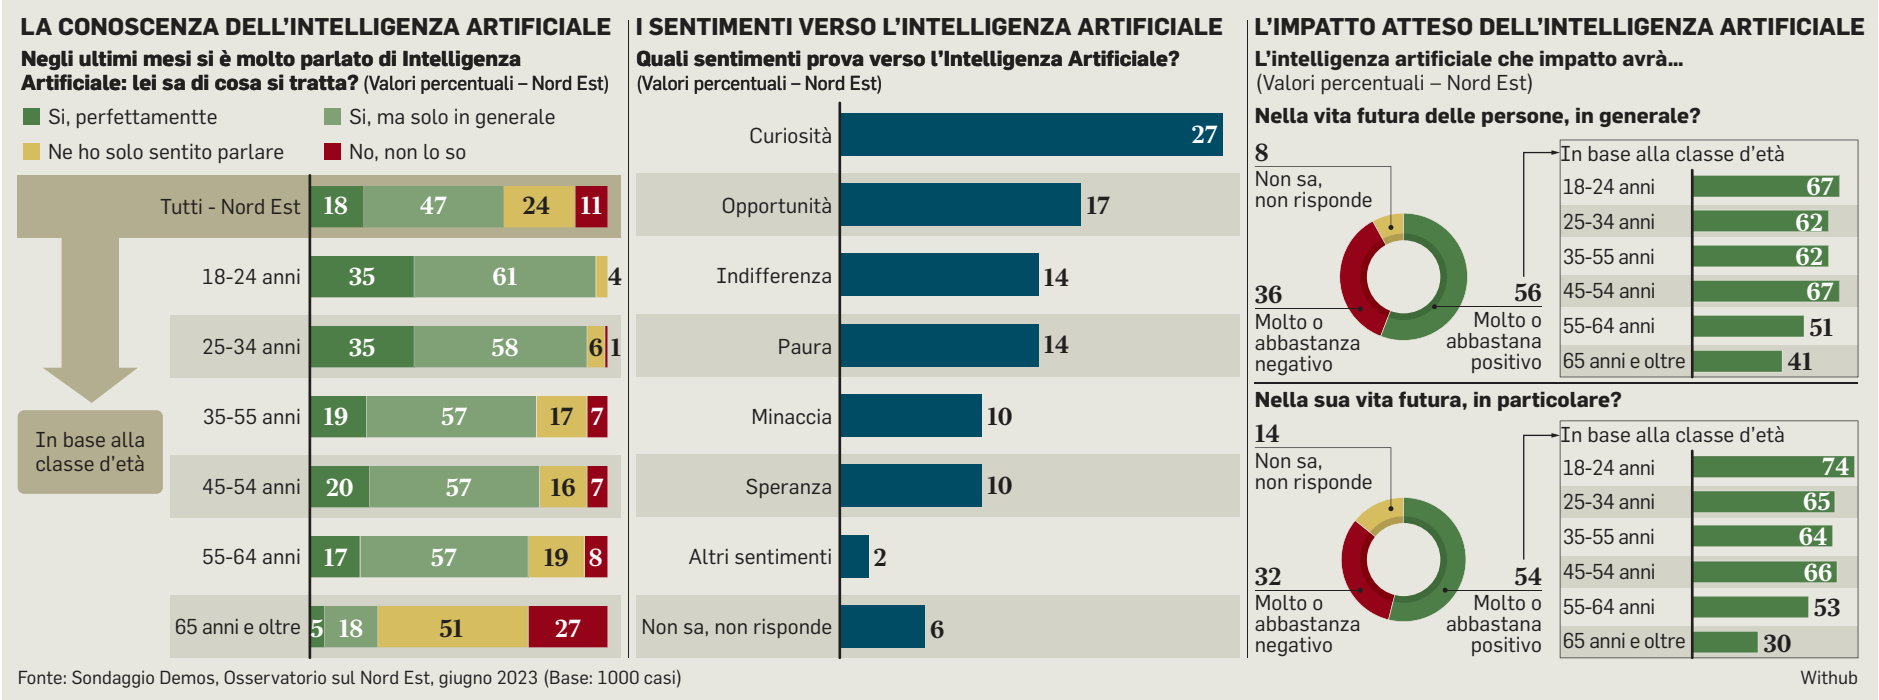 LA CONOSCENZA DELL'INTELLIGENZA ARTIFICIALE
Negli ultimi mesi si è molto parlato di Intelligenza
Artificiale: lei sa di cosa si tratta? (Valori percentuali – Nord Est)
Si, perfettamentte
Si, ma solo in generale
Ne ho solo sentito parlare
No, non lo so
Tutti - Nord Est 18 47 24 11
18-24 anni 35 61 4
25-34 anni 35 58 6 1
35-55 anni 19 57 17 7
45-54 anni 20 57 16 7
55-64 anni 17 57 19 8
65 anni e oltre 5 18 51 27
In base alla
classe d'età
I SENTIMENTI VERSO L'INTELLIGENZA ARTIFICIALE
Quali sentimenti prova verso l'Intelligenza Artificiale?
(Valori percentuali – Nord Est)
Curiosità 27
Opportunità 17
Indifferenza 14
Paura 14
Minaccia 10
Speranza 10
Altri sentimenti 2
Non sa, non risponde 6
L'IMPATTO ATTESO DELL'INTELLIGENZA ARTIFICIALE
L'intelligenza artificiale che impatto avrà...
(Valori percentuali – Nord Est)
Nella vita futura delle persone, in generale?
8
Non sa,
non risponde
36
Molto o
abbastanza
negativo
56
Molto o
abbastana
positivo
In base alla classe d'età
18-24 anni 67
25-34 anni 62
35-55 anni 62
45-54 anni 67
55-64 anni 51
65 anni e oltre 41
Nella sua vita futura, in particolare?
14
Non sa,
non risponde
32
Molto o
abbastanza
negativo
54
Molto o
abbastana
positivo
In base alla classe d'età
18-24 anni 74
25-34 anni 65
35-55 anni 64
45-54 anni 66
55-64 anni 53
65 anni e oltre 30
Fonte: Sondaggio Demos, Osservatorio sul Nord Est, giugno 2023 (Base: 1000 casi)
Withub